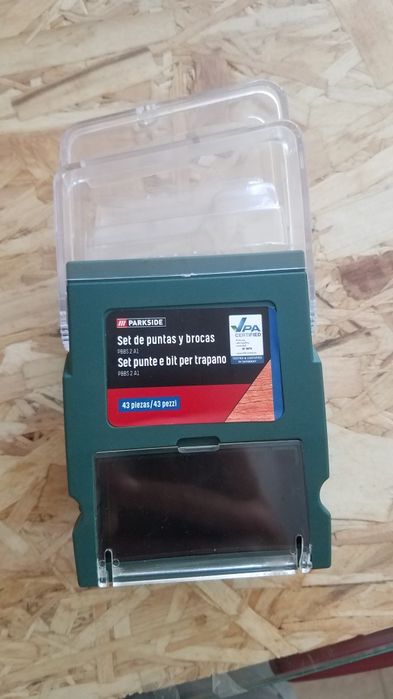 PARKSIDE
Set de puntas y brocas
PBBS 2 A1
Set punte e bit per trapano
PBBS 2 A1
43 piezas/43 pezzi
VPA
CERTIFIED